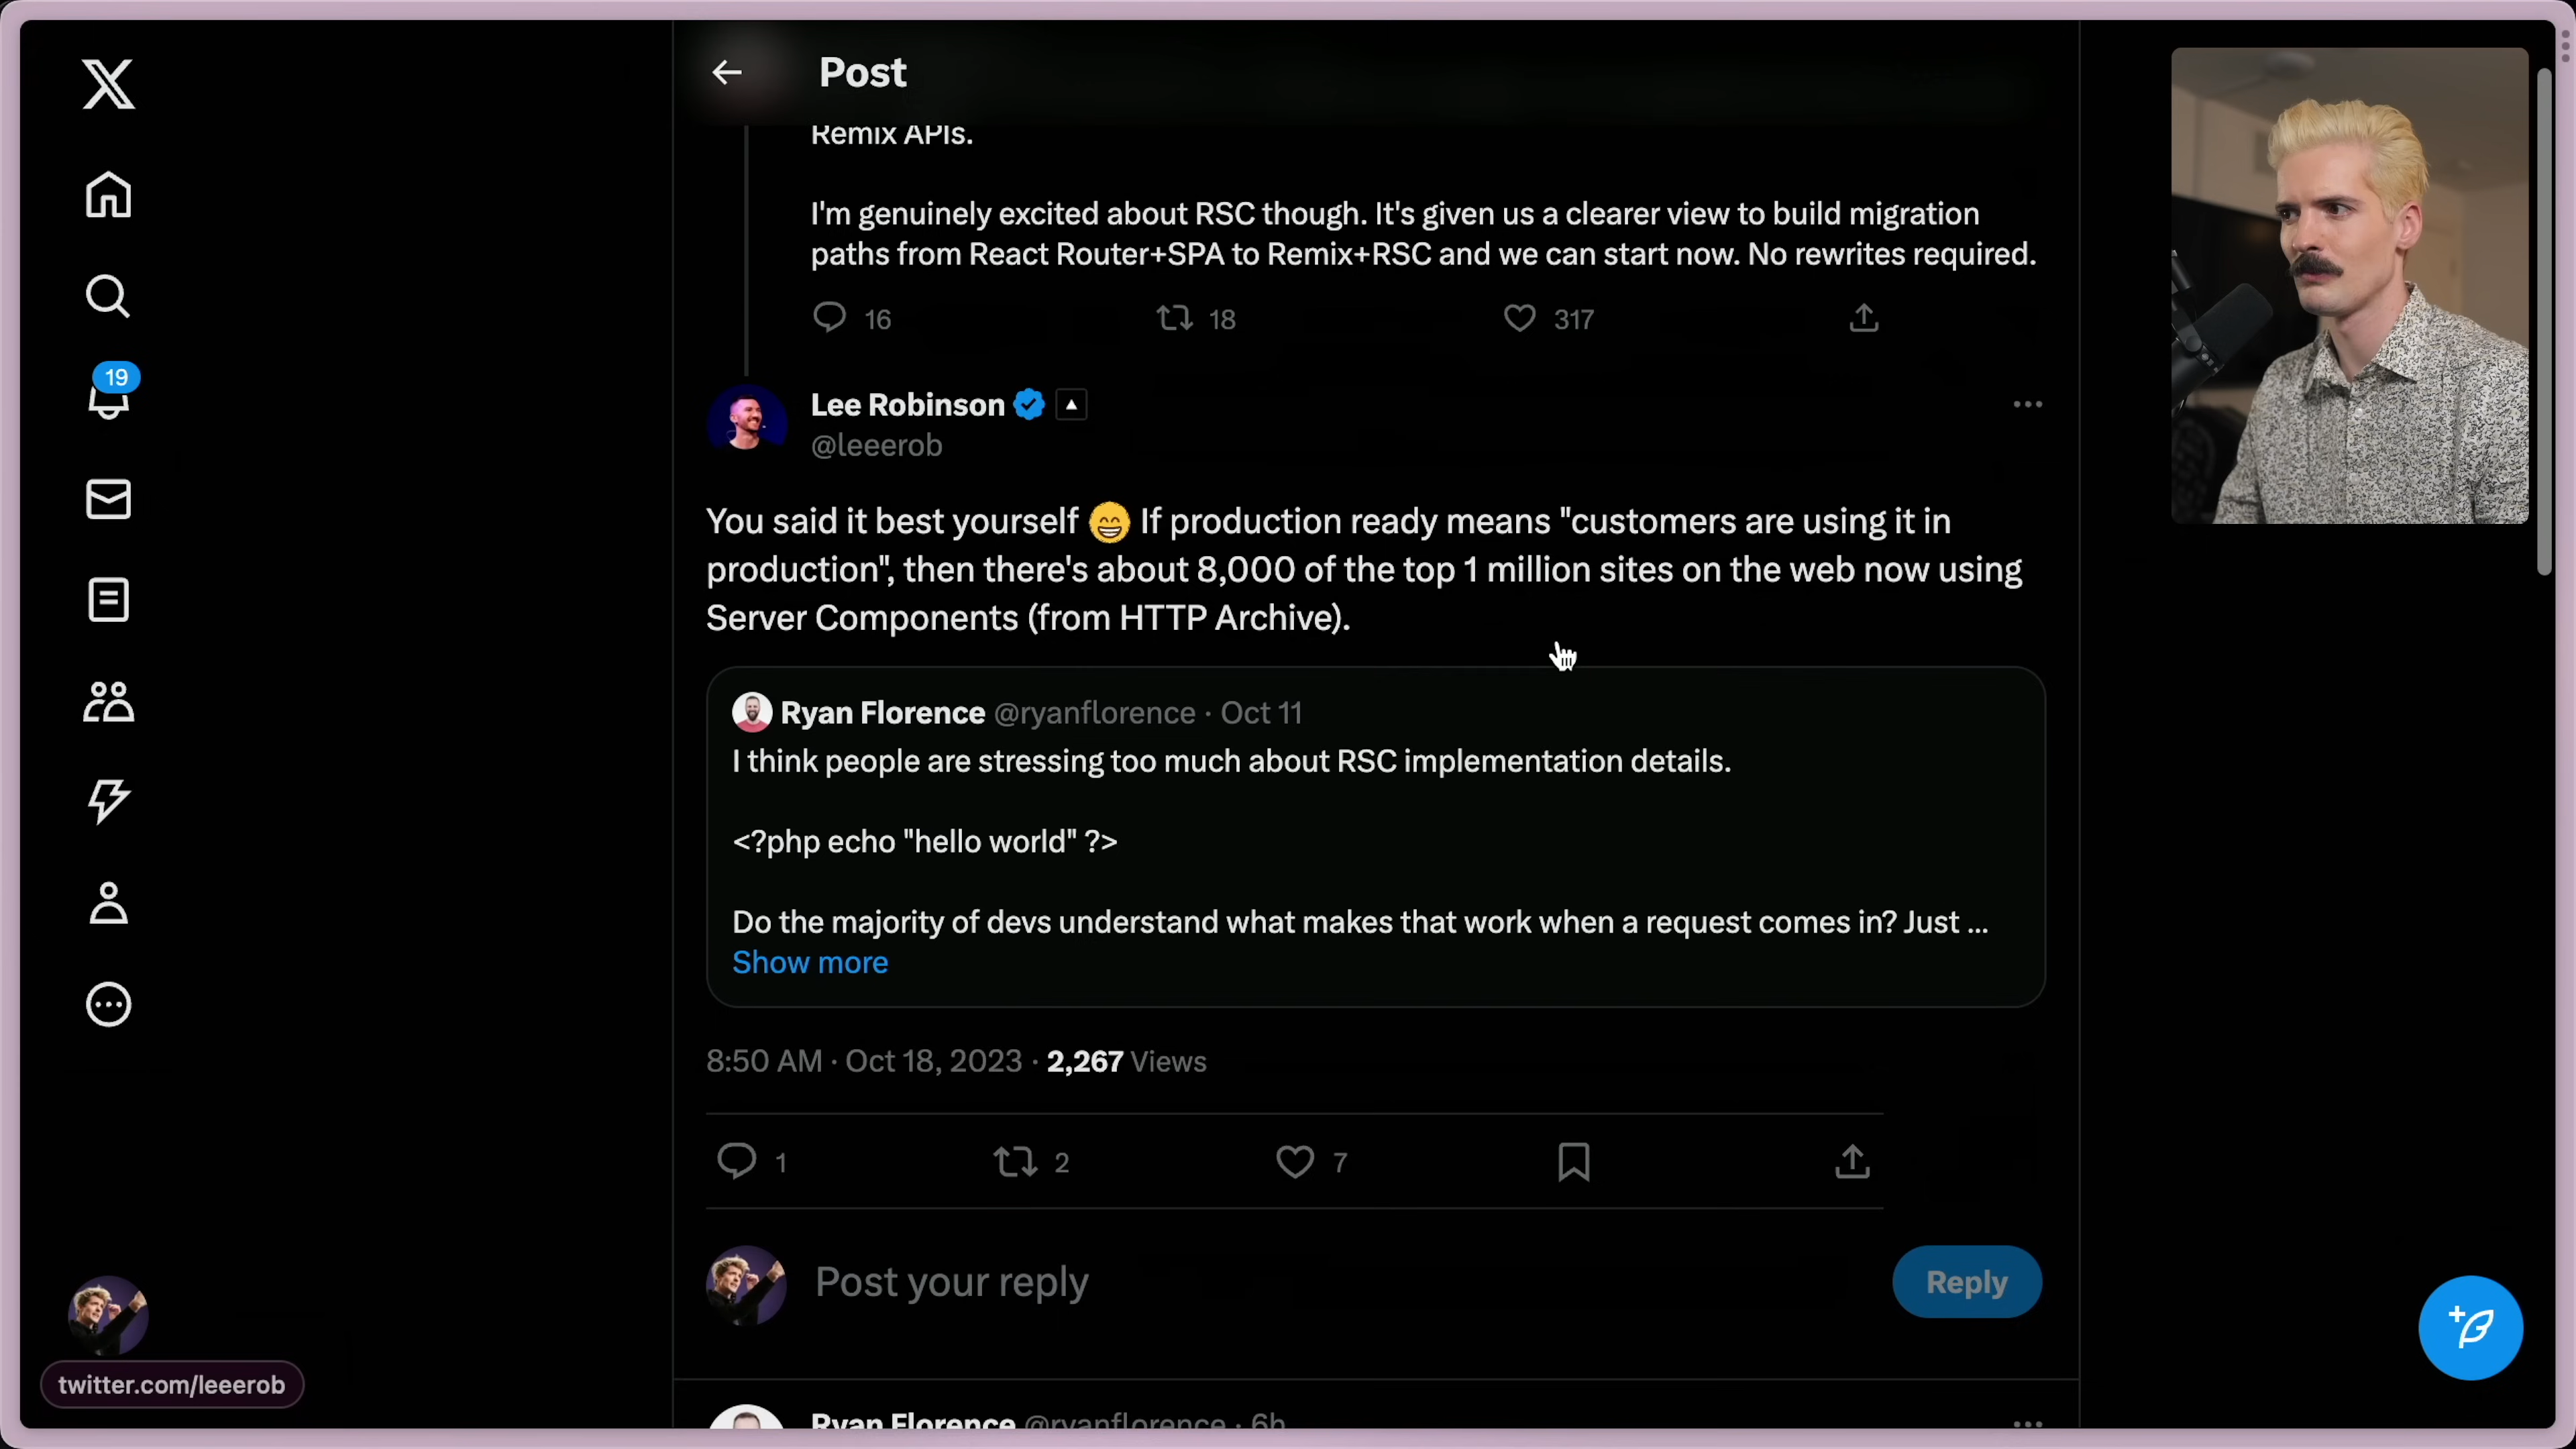 Post
Remix APIs.
I'm genuinely excited about RSC though. It's given us a clearer view to build migration
paths from React Router+SPA to Remix+RSC and we can start now. No rewrites required.
16
18
317
19
Lee Robinson
@leeerob
You said it best yourself 😁 If production ready means "customers are using it in
production", then there's about 8,000 of the top 1 million sites on the web now using
Server Components (from HTTP Archive).
Ryan Florence @ryanflorence · Oct 11
I think people are stressing too much about RSC implementation details.
<?php echo "hello world" ?>
Do the majority of devs understand what makes that work when a request comes in? Just ...
Show more
8:50 AM · Oct 18, 2023 · 2,267 Views
1
2
7
Post your reply
Reply
twitter.com/leeerob
Ryan Florence @ryanflorence · 6h